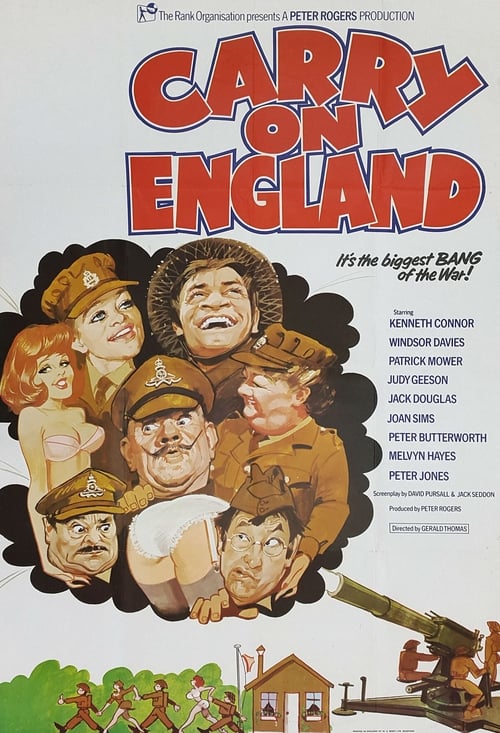 The Rank Organisation presents A PETER ROGERS PRODUCTION
CARRY
ON
ENGLAND
It's the biggest BANG
of the War!
Starring
KENNETH CONNOR
WINDSOR DAVIES
PATRICK MOWER
JUDY GEESON
JACK DOUGLAS
JOAN SIMS
PETER BUTTERWORTH
MELVYN HAYES
PETER JONES
Screenplay by DAVID PURSALL & JACK SEDDON
Produced by PETER ROGERS
Directed by GERALD THOMAS